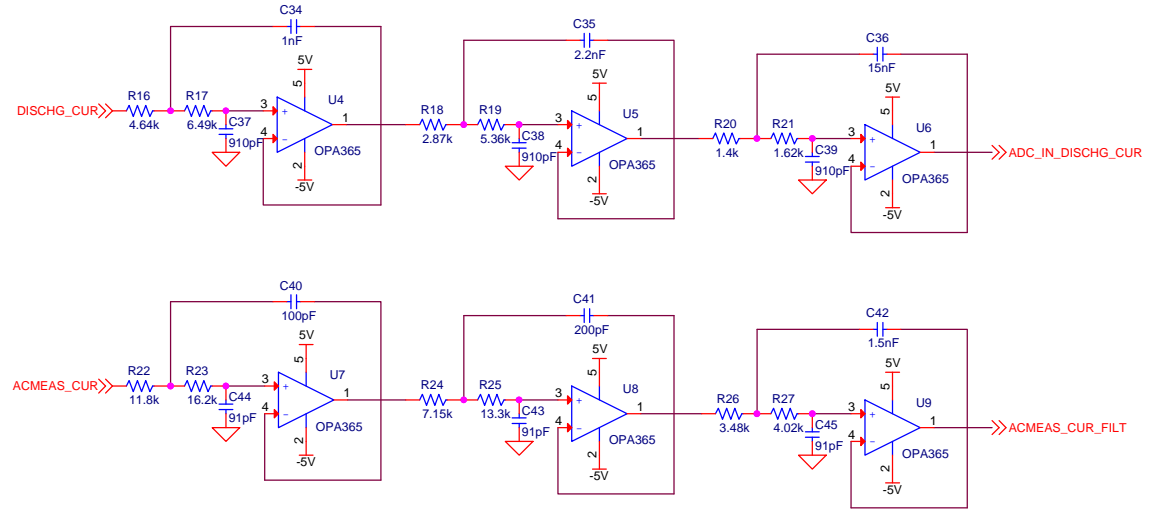 C34
1nF
5V
5
DISCHG_CUR
R16
4.64k
R17
6.49k
C37
910pF
3
4
+
−
U4
1
OPA365
2
-5V
C35
2.2nF
5V
5
R18
2.87k
R19
5.36k
C38
910pF
3
4
+
−
U5
1
OPA365
2
-5V
C36
15nF
5V
5
R20
1.4k
R21
1.62k
C39
910pF
3
4
+
−
U6
1
OPA365
2
-5V
ADC_IN_DISCHG_CUR
C40
100pF
5V
5
ACMEAS_CUR
R22
11.8k
R23
16.2k
C44
91pF
3
4
+
−
U7
1
OPA365
2
-5V
C41
200pF
5V
5
R24
7.15k
R25
13.3k
C43
91pF
3
4
+
−
U8
1
OPA365
2
-5V
C42
1.5nF
5V
5
R26
3.48k
R27
4.02k
C45
91pF
3
4
+
−
U9
1
OPA365
2
-5V
ACMEAS_CUR_FILT